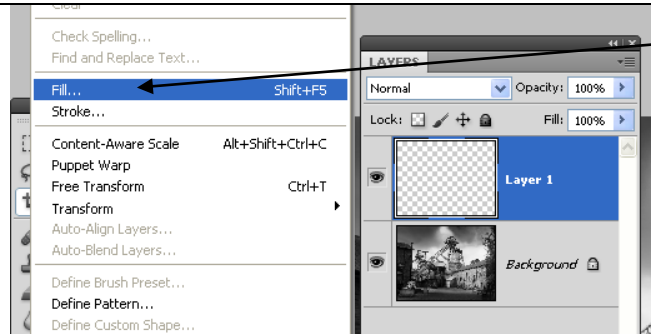 Clear
Check Spelling...
Find and Replace Text...
Fill... Shift+F5
Stroke...
Content-Aware Scale Alt+Shift+Ctrl+C
Puppet Warp
Free Transform Ctrl+T
Transform
Auto-Align Layers...
Auto-Blend Layers...
Define Brush Preset...
Define Pattern...
Define Custom Shape...
LAYERS
Normal Opacity: 100%
Lock: Fill: 100%
Layer 1
Background